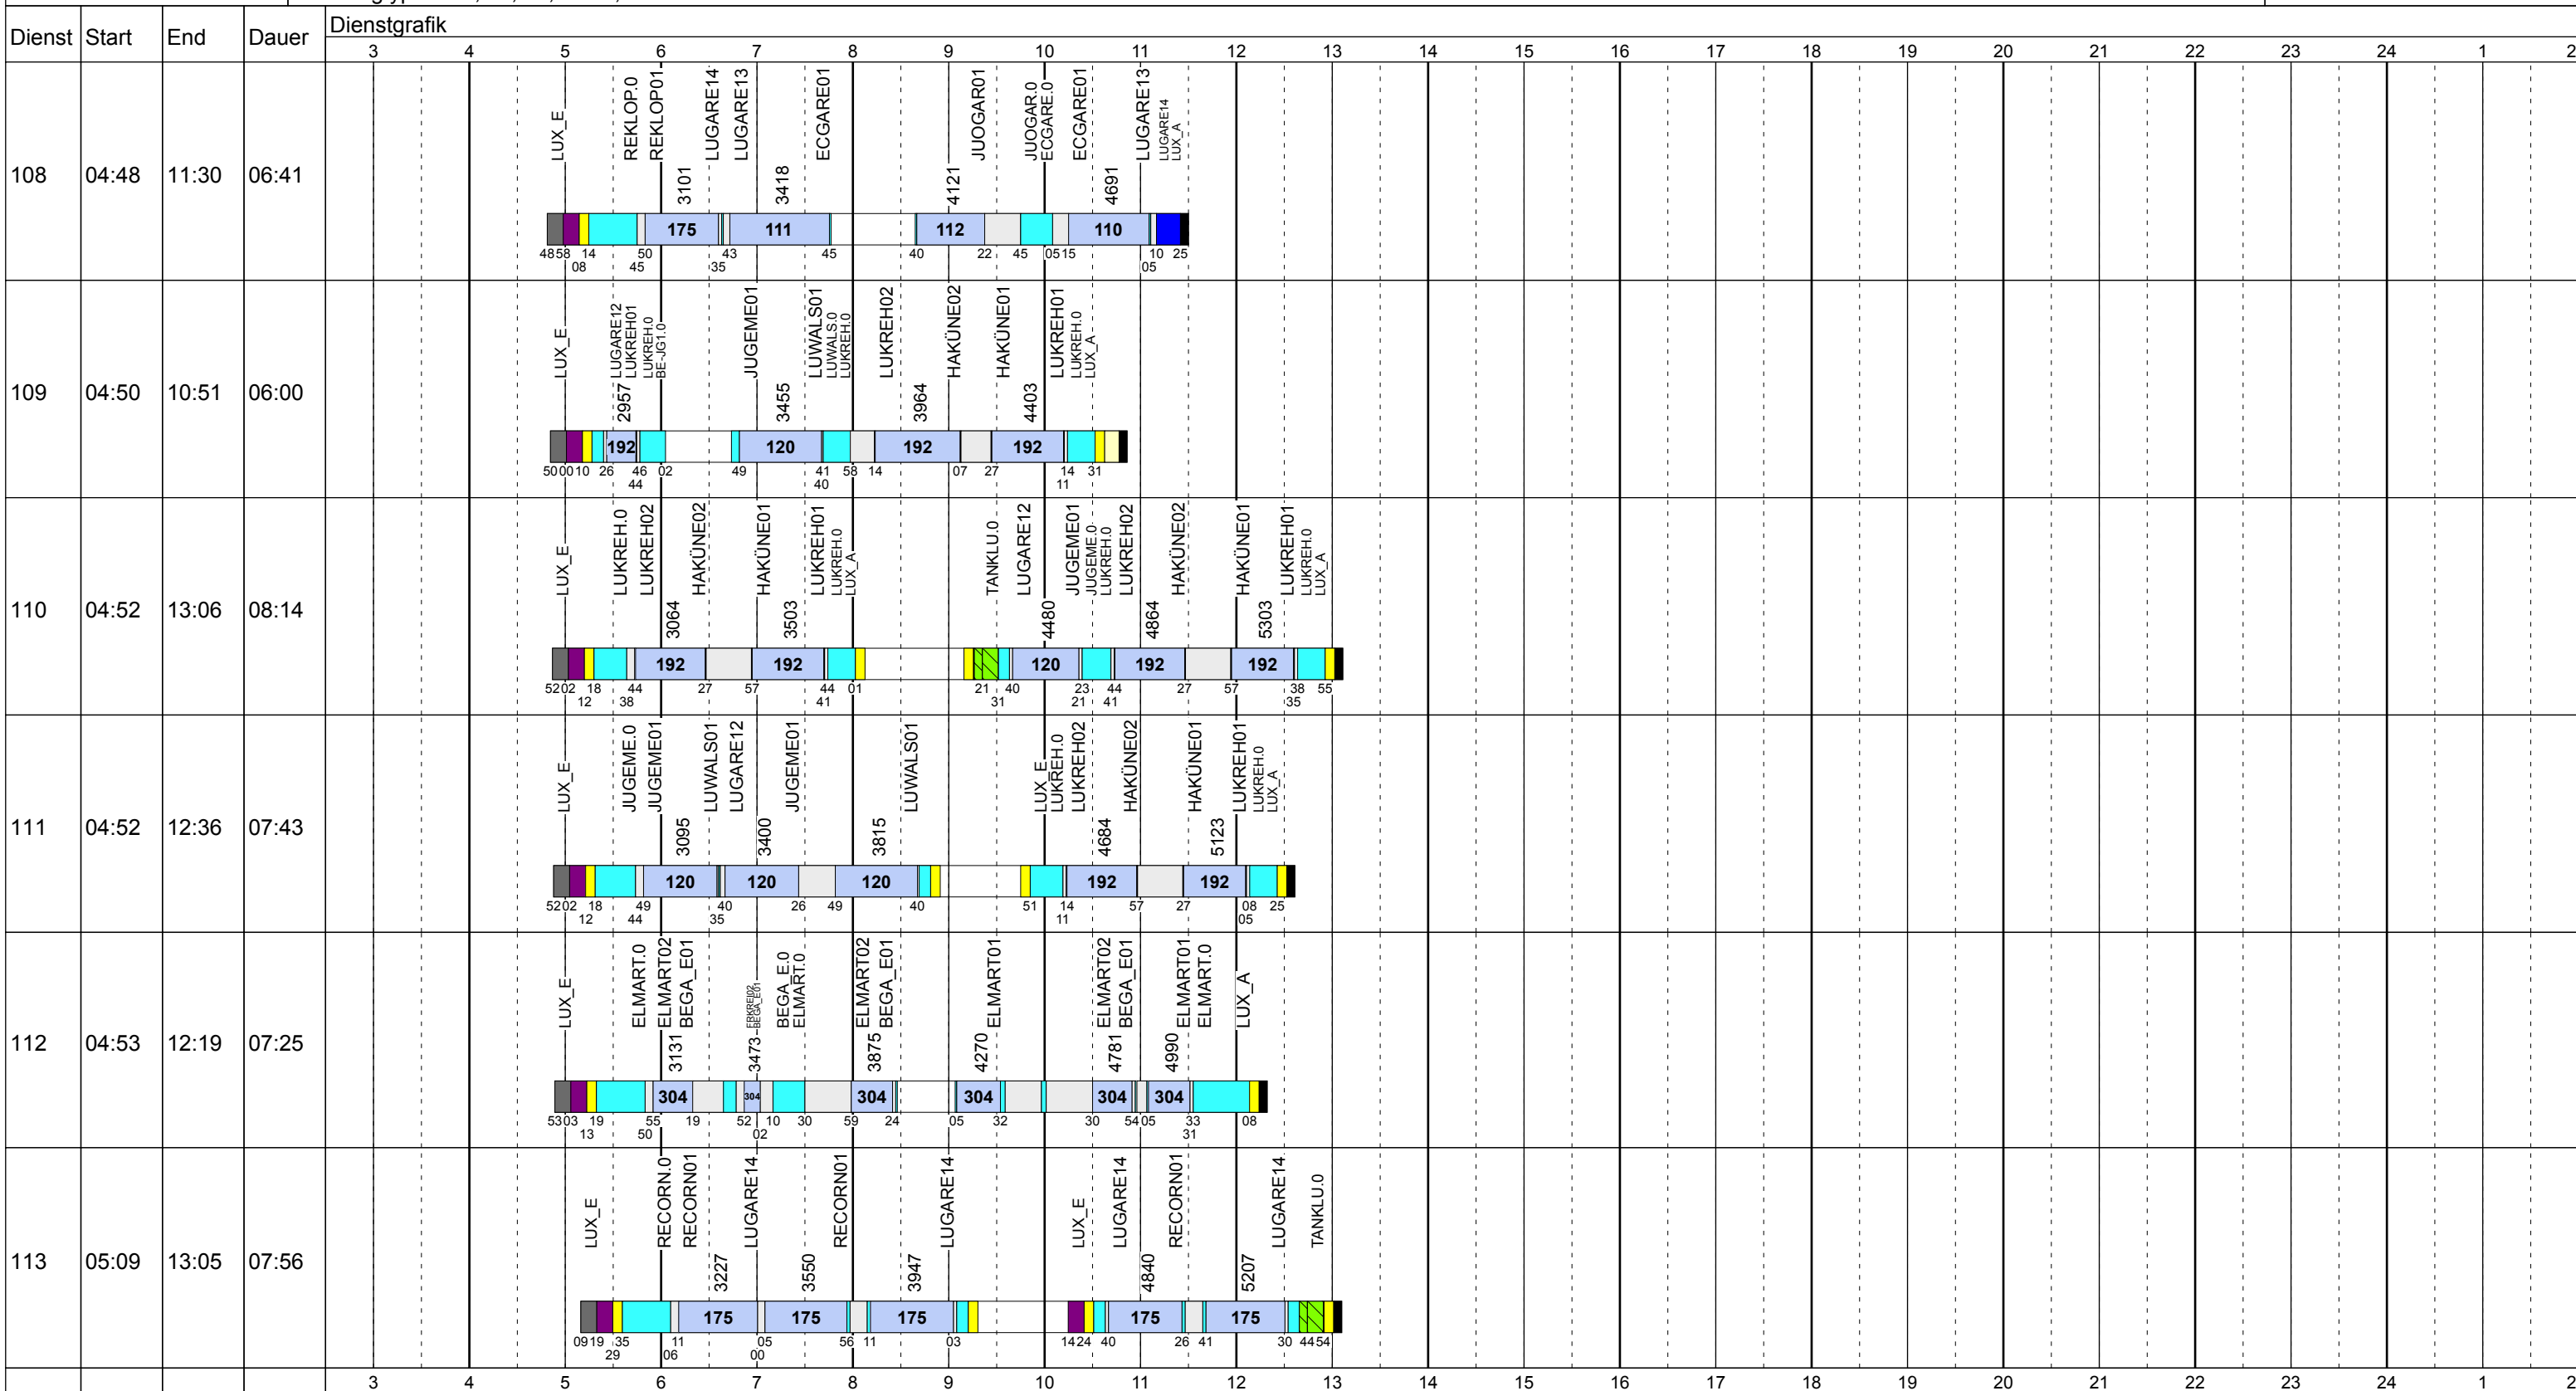 Dienst Start End Dauer Dienstgrafik
3 4 5 6 7 8 9 10 11 12 13 14 15 16 17 18 19 20 21 22 23 24 1 2
108 04:48 11:30 06:41
LUX_E REKLOP.0 REKLOP01 LUGARE14 LUGARE13 ECGARE01 JUOGAR01 JUOGAR.0 ECGARE.0 ECGARE01 LUGARE13 LUGARE14 LUX_A
3101 3418 4121 4691
175 111 112 110
48 58 14 50 43 45 40 22 45 05 15 10 25
08 45 35 05
109 04:50 10:51 06:00
LUX_E LUGARE12 LUKREH01 LUKREH.0 BE-JG1.0 JUGEME01 LUWALS01 LUWALS.0 LUKREH.0 LUKREH02 HAKÜNE02 HAKÜNE01 LUKREH01 LUKREH.0 LUX_A
2957 3455 3964 4403
192 120 192 192
50 00 10 26 46 02 49 41 58 14 07 27 14 31
44 40 11
110 04:52 13:06 08:14
LUX_E LUKREH.0 LUKREH02 HAKÜNE02 HAKÜNE01 LUKREH01 LUKREH.0 LUX_A TANKLU.0 LUGARE12 JUGEME01 JUGEME.0 LUKREH.0 LUKREH02 HAKÜNE02 HAKÜNE01 LUKREH01 LUKREH.0 LUX_A
3064 3503 4480 4864 5303
192 192 120 192 192
52 02 18 44 27 57 44 01 21 40 23 44 27 57 38 55
12 38 41 31 21 41 35
111 04:52 12:36 07:43
LUX_E JUGEME.0 JUGEME01 LUWALS01 LUGARE12 JUGEME01 LUWALS01 LUX_E LUKREH.0 LUKREH02 HAKÜNE02 HAKÜNE01 LUKREH01 LUKREH.0 LUX_A
3095 3400 3815 4684 5123
120 120 120 192 192
52 02 18 49 40 26 49 40 51 14 57 27 08 25
12 44 35 11 05
112 04:53 12:19 07:25
LUX_E ELMART.0 ELMART02 BEGA_E01 BEGA_E01 BEGA_E.0 ELMART.0 ELMART02 BEGA_E01 ELMART01 ELMART02 BEGA_E01 ELMART01 ELMART.0 LUX_A
3131 3473 3875 4270 4781 4990
304 304 304 304 304 304
53 03 19 55 19 52 10 30 59 24 05 32 30 54 05 33 08
13 50 02 31
113 05:09 13:05 07:56
LUX_E RECORN.0 RECORN01 LUGARE14 RECORN01 LUGARE14 LUX_E LUGARE14 RECORN01 LUGARE14 TANKLU.0
3227 3550 3947 4840 5207
175 175 175 175 175
09 19 35 11 05 56 11 03 14 24 40 26 41 30 44 54
29 06 00
3 4 5 6 7 8 9 10 11 12 13 14 15 16 17 18 19 20 21 22 23 24 1 2